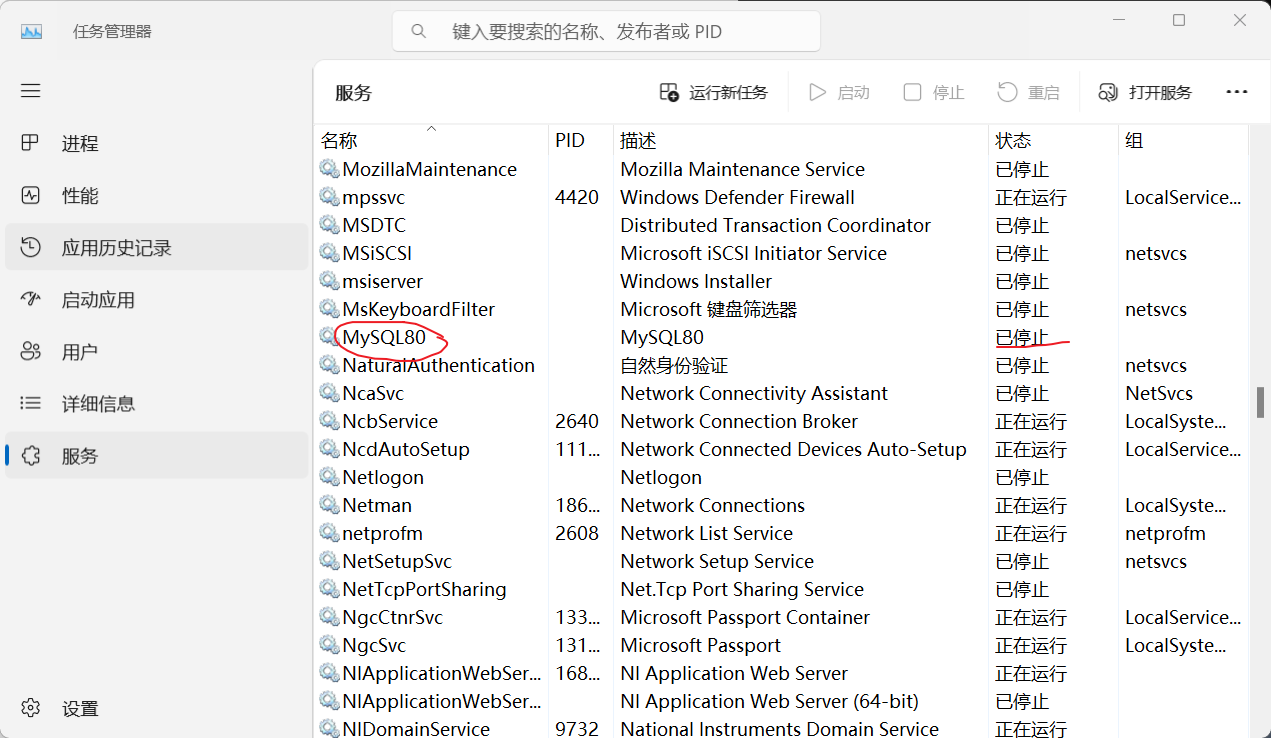 任务管理器
键入要搜索的名称、发布者或 PID
进程
性能
应用历史记录
启动应用
用户
详细信息
服务
设置
服务 运行新任务 启动 停止 重启 打开服务
名称 PID 描述 状态 组
MozillaMaintenance Mozilla Maintenance Service 已停止
mpssvc 4420 Windows Defender Firewall 正在运行 LocalService...
MSDTC Distributed Transaction Coordinator 已停止
MSiSCSI Microsoft iSCSI Initiator Service 已停止 netsvcs
msiserver Windows Installer 已停止
MsKeyboardFilter Microsoft 键盘筛选器 已停止 netsvcs
MySQL80 MySQL80 已停止
NaturalAuthentication 自然身份验证 已停止 netsvcs
NcaSvc Network Connectivity Assistant 已停止 NetSvcs
NcbService 2640 Network Connection Broker 正在运行 LocalSyste...
NcdAutoSetup 111... Network Connected Devices Auto-Setup 正在运行 LocalService...
Netlogon Netlogon 已停止
Netman 186... Network Connections 正在运行 LocalSyste...
netprofm 2608 Network List Service 正在运行 netprofm
NetSetupSvc Network Setup Service 已停止 netsvcs
NetTcpPortSharing Net.Tcp Port Sharing Service 已停止
NgcCtnrSvc 133... Microsoft Passport Container 正在运行 LocalService...
NgcSvc 131... Microsoft Passport 正在运行 LocalSyste...
NIApplicationWebSer... 168... NI Application Web Server 正在运行
NIApplicationWebSer... NI Application Web Server (64-bit) 已停止
NIDomainService 9732 National Instruments Domain Service 正在运行